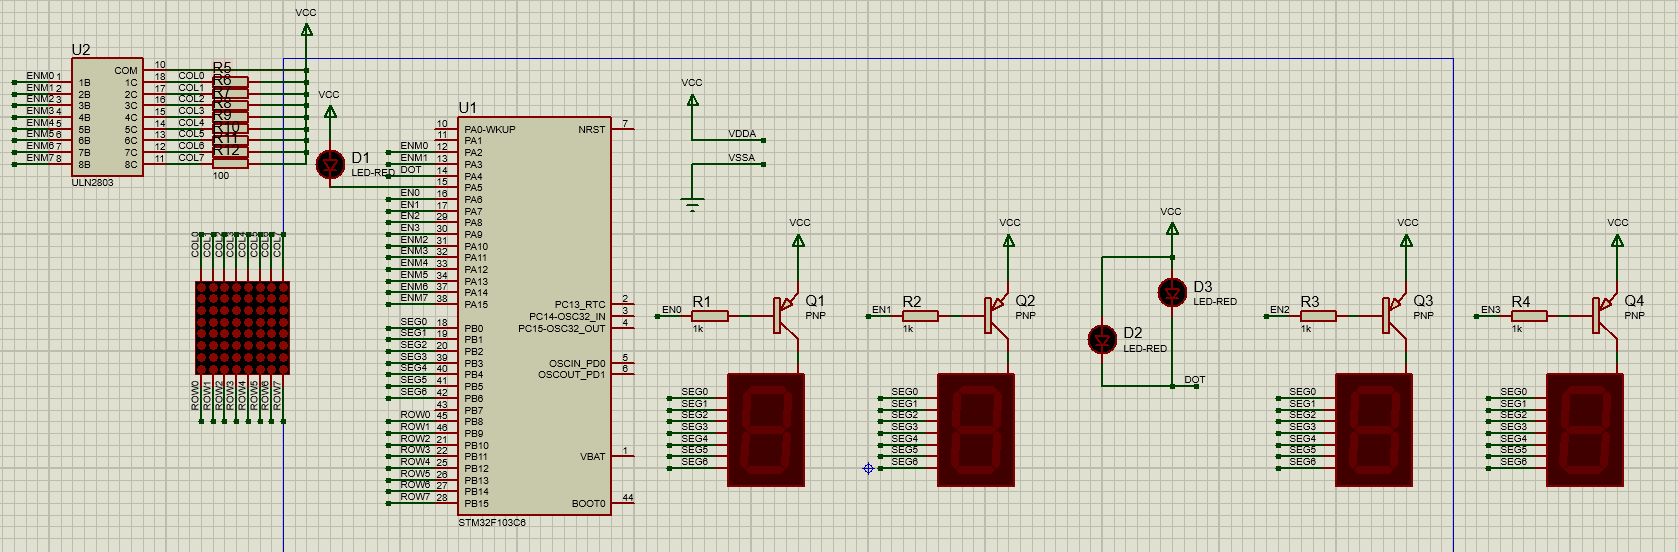 VCC
U2
COM 10
ENM0 1 1B 1C 18 COL0 R5
ENM1 2 2B 2C 17 COL1 R6
ENM2 3 3B 3C 16 COL2 R7
ENM3 4 4B 4C 15 COL3 R8
ENM4 5 5B 5C 14 COL4 R9
ENM5 6 6B 6C 13 COL5 R10
ENM6 7 7B 7C 12 COL6 R11
ENM7 8 8B 8C 11 COL7 R12
ULN2803
100
VCC
D1
LED-RED
COL0 COL1 COL2 COL3 COL4 COL5 COL6 COL7
ROW0 ROW1 ROW2 ROW3 ROW4 ROW5 ROW6 ROW7
U1
10 PA0-WKUP
11 PA1
ENM0 12 PA2
ENM1 13 PA3
DOT 14 PA4
15 PA5
EN0 16 PA6
EN1 17 PA7
EN2 29 PA8
EN3 30 PA9
ENM2 31 PA10
ENM3 32 PA11
ENM4 33 PA12
ENM5 34 PA13
ENM6 37 PA14
ENM7 38 PA15
SEG0 18 PB0
SEG1 19 PB1
SEG2 20 PB2
SEG3 39 PB3
SEG4 40 PB4
SEG5 41 PB5
SEG6 42 PB6
43 PB7
ROW0 45 PB8
ROW1 46 PB9
ROW2 21 PB10
ROW3 22 PB11
ROW4 25 PB12
ROW5 26 PB13
ROW6 27 PB14
ROW7 28 PB15
NRST 7
PC13_RTC 2
PC14-OSC32_IN 3
PC15-OSC32_OUT 4
OSCIN_PD0 5
OSCOUT_PD1 6
VBAT 1
BOOT0 44
STM32F103C6
VCC
VDDA
VSSA
VCC
EN0 R1 Q1
1k PNP
SEG0
SEG1
SEG2
SEG3
SEG4
SEG5
SEG6
VCC
EN1 R2 Q2
1k PNP
SEG0
SEG1
SEG2
SEG3
SEG4
SEG5
SEG6
VCC
D3
LED-RED
D2
LED-RED
DOT
VCC
EN2 R3 Q3
1k PNP
SEG0
SEG1
SEG2
SEG3
SEG4
SEG5
SEG6
VCC
EN3 R4 Q4
1k PNP
SEG0
SEG1
SEG2
SEG3
SEG4
SEG5
SEG6